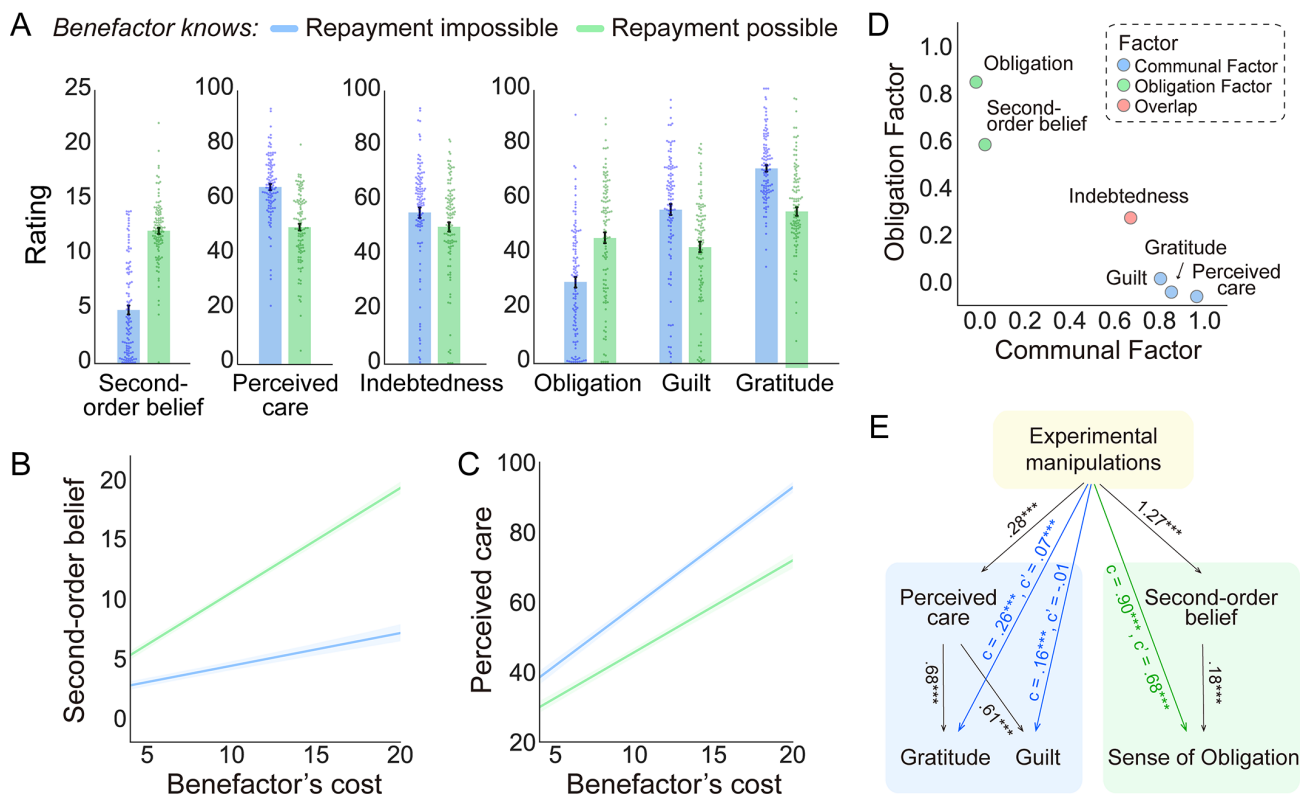 A
Benefactor knows: Repayment impossible Repayment possible
Rating
25
20
15
10
5
0
Second-
order belief
100
80
60
40
20
0
Perceived
care
100
80
60
40
20
0
Indebtedness
100
80
60
40
20
0
Obligation
Guilt
Gratitude
B
Second-order belief
20
15
10
5
0
5 10 15 20
Benefactor's cost
C
Perceived care
100
80
60
40
20
5 10 15 20
Benefactor's cost
D
Obligation Factor
1.0
0.8
0.6
0.4
0.2
0.0
0.0 0.2 0.4 0.6 0.8 1.0
Communal Factor
Factor
Communal Factor
Obligation Factor
Overlap
Obligation
Second-
order belief
Indebtedness
Gratitude
Guilt
Perceived
care
E
Experimental
manipulations
.28***
c = .26***, c' = .07***
c = .16***, c' = -.01
c = .90***, c' = .68***
1.27***
Perceived
care
Second-order
belief
.68***
.61***
.18***
Gratitude
Guilt
Sense of Obligation